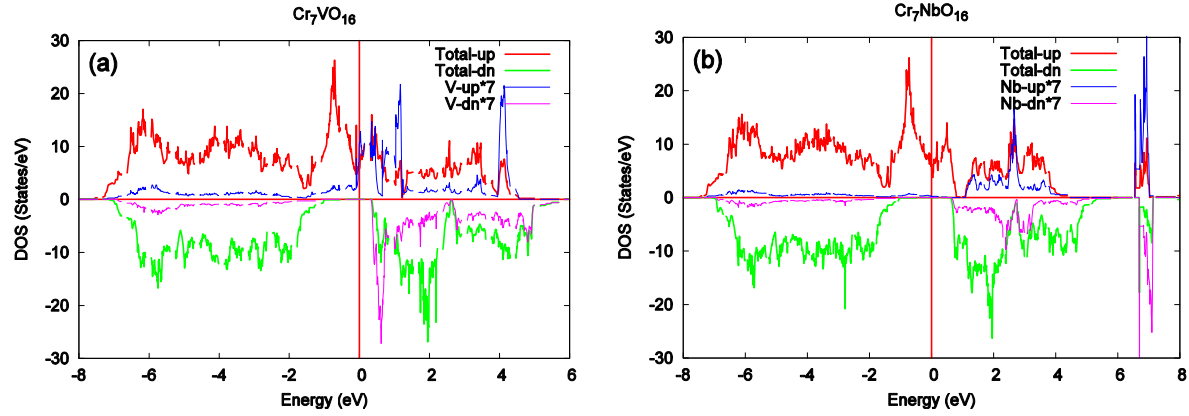 Cr7VO16
(a)
Total-up
Total-dn
V-up*7
V-dn*7
30
20
10
0
-10
-20
-30
DOS (States/eV)
-8 -6 -4 -2 0 2 4 6
Energy (eV)
Cr7NbO16
(b)
Total-up
Total-dn
Nb-up*7
Nb-dn*7
30
20
10
0
-10
-20
-30
DOS (States/eV)
-8 -6 -4 -2 0 2 4 6 8
Energy (eV)